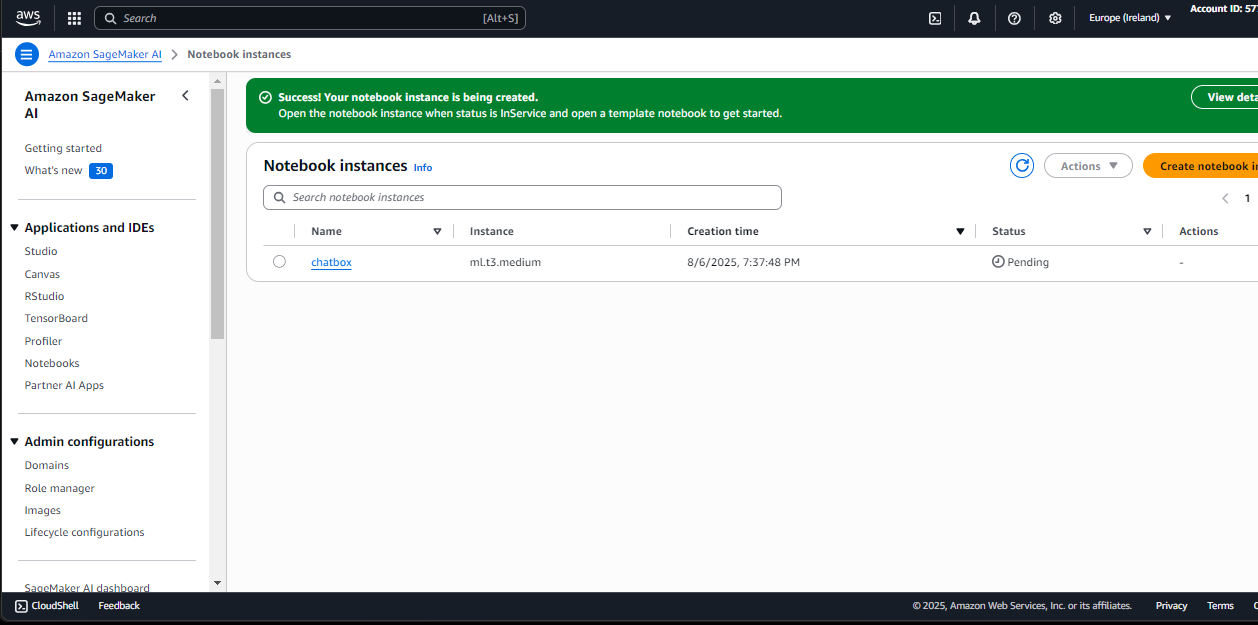 aws
Search [Alt+S]
Europe (Ireland)
Account ID: 57
Amazon SageMaker AI
Notebook instances
Amazon SageMaker
AI
Getting started
What's new 30
Applications and IDEs
Studio
Canvas
RStudio
TensorBoard
Profiler
Notebooks
Partner AI Apps
Admin configurations
Domains
Role manager
Images
Lifecycle configurations
SageMaker AI dashboard
Success! Your notebook instance is being created.
Open the notebook instance when status is InService and open a template notebook to get started.
View deta
Notebook instances Info
Actions
Create notebook in
Search notebook instances
1
Name Instance Creation time Status Actions
chatbox ml.t3.medium 8/6/2025, 7:37:48 PM Pending -
CloudShell Feedback
© 2025, Amazon Web Services, Inc. or its affiliates. Privacy Terms C